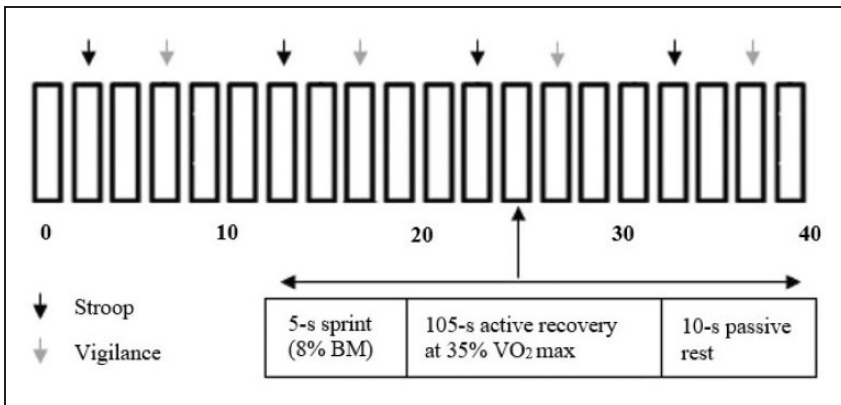 0 10 20 30 40
Stroop
Vigilance
5-s sprint
(8% BM)
105-s active recovery
at 35% VO₂ max
10-s passive
rest